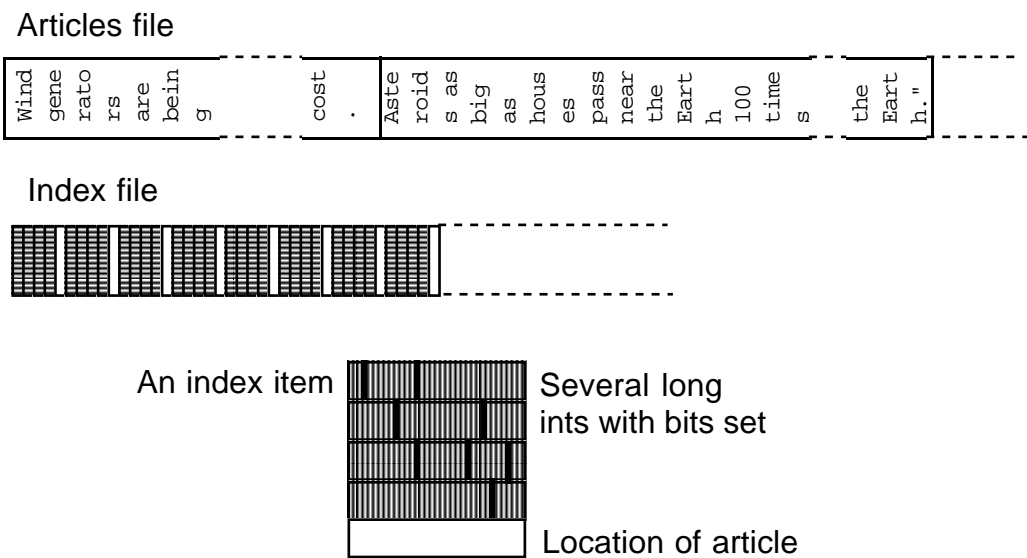 Articles file
Wind
gene
rato
rs
are
bein
g
cost
.
Aste
roid
s as
big
as
hous
es
pass
near
the
Eart
h
100
time
s
the
Eart
h."
Index file
An index item
Several long
ints with bits set
Location of article